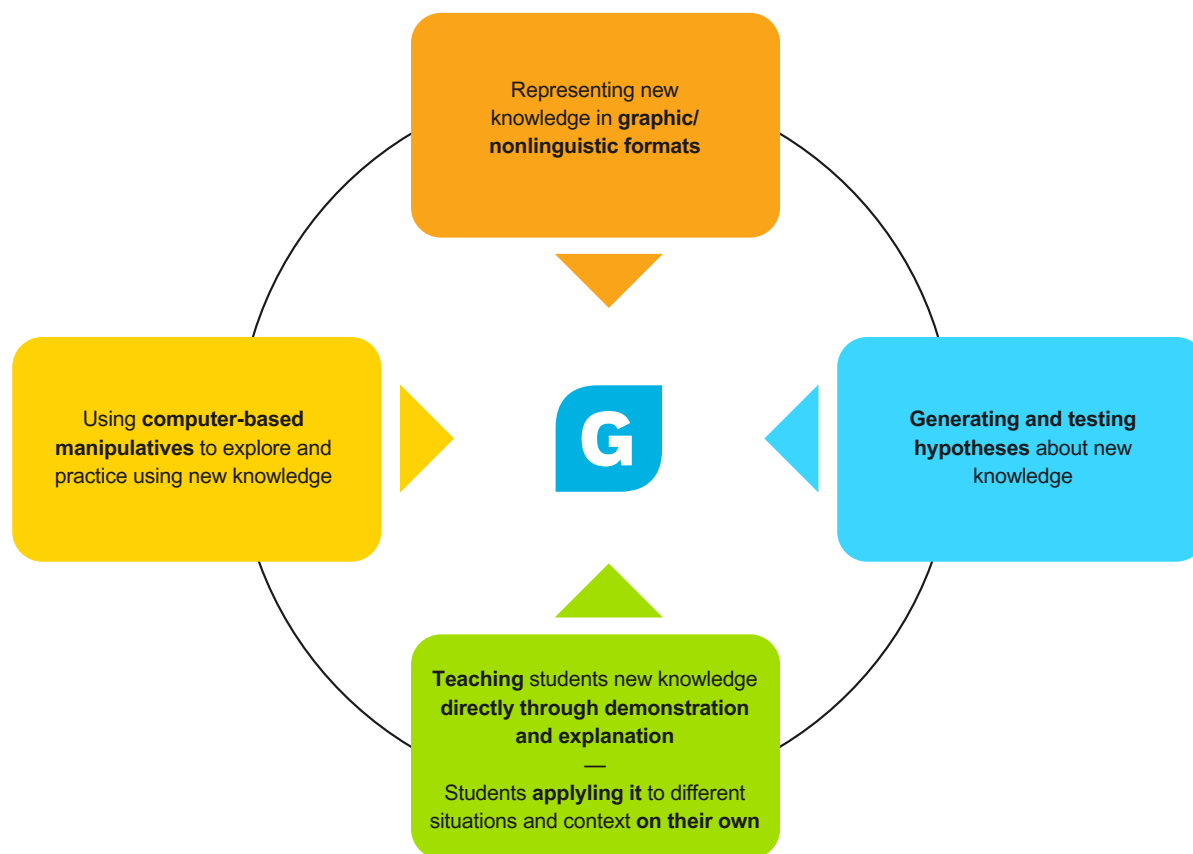 Representing new
knowledge in graphic/
nonlinguistic formats
Using computer-based
manipulatives to explore and
practice using new knowledge
G
Generating and testing
hypotheses about new
knowledge
Teaching students new knowledge
directly through demonstration
and explanation
—
Students applyling it to different
situations and context on their own